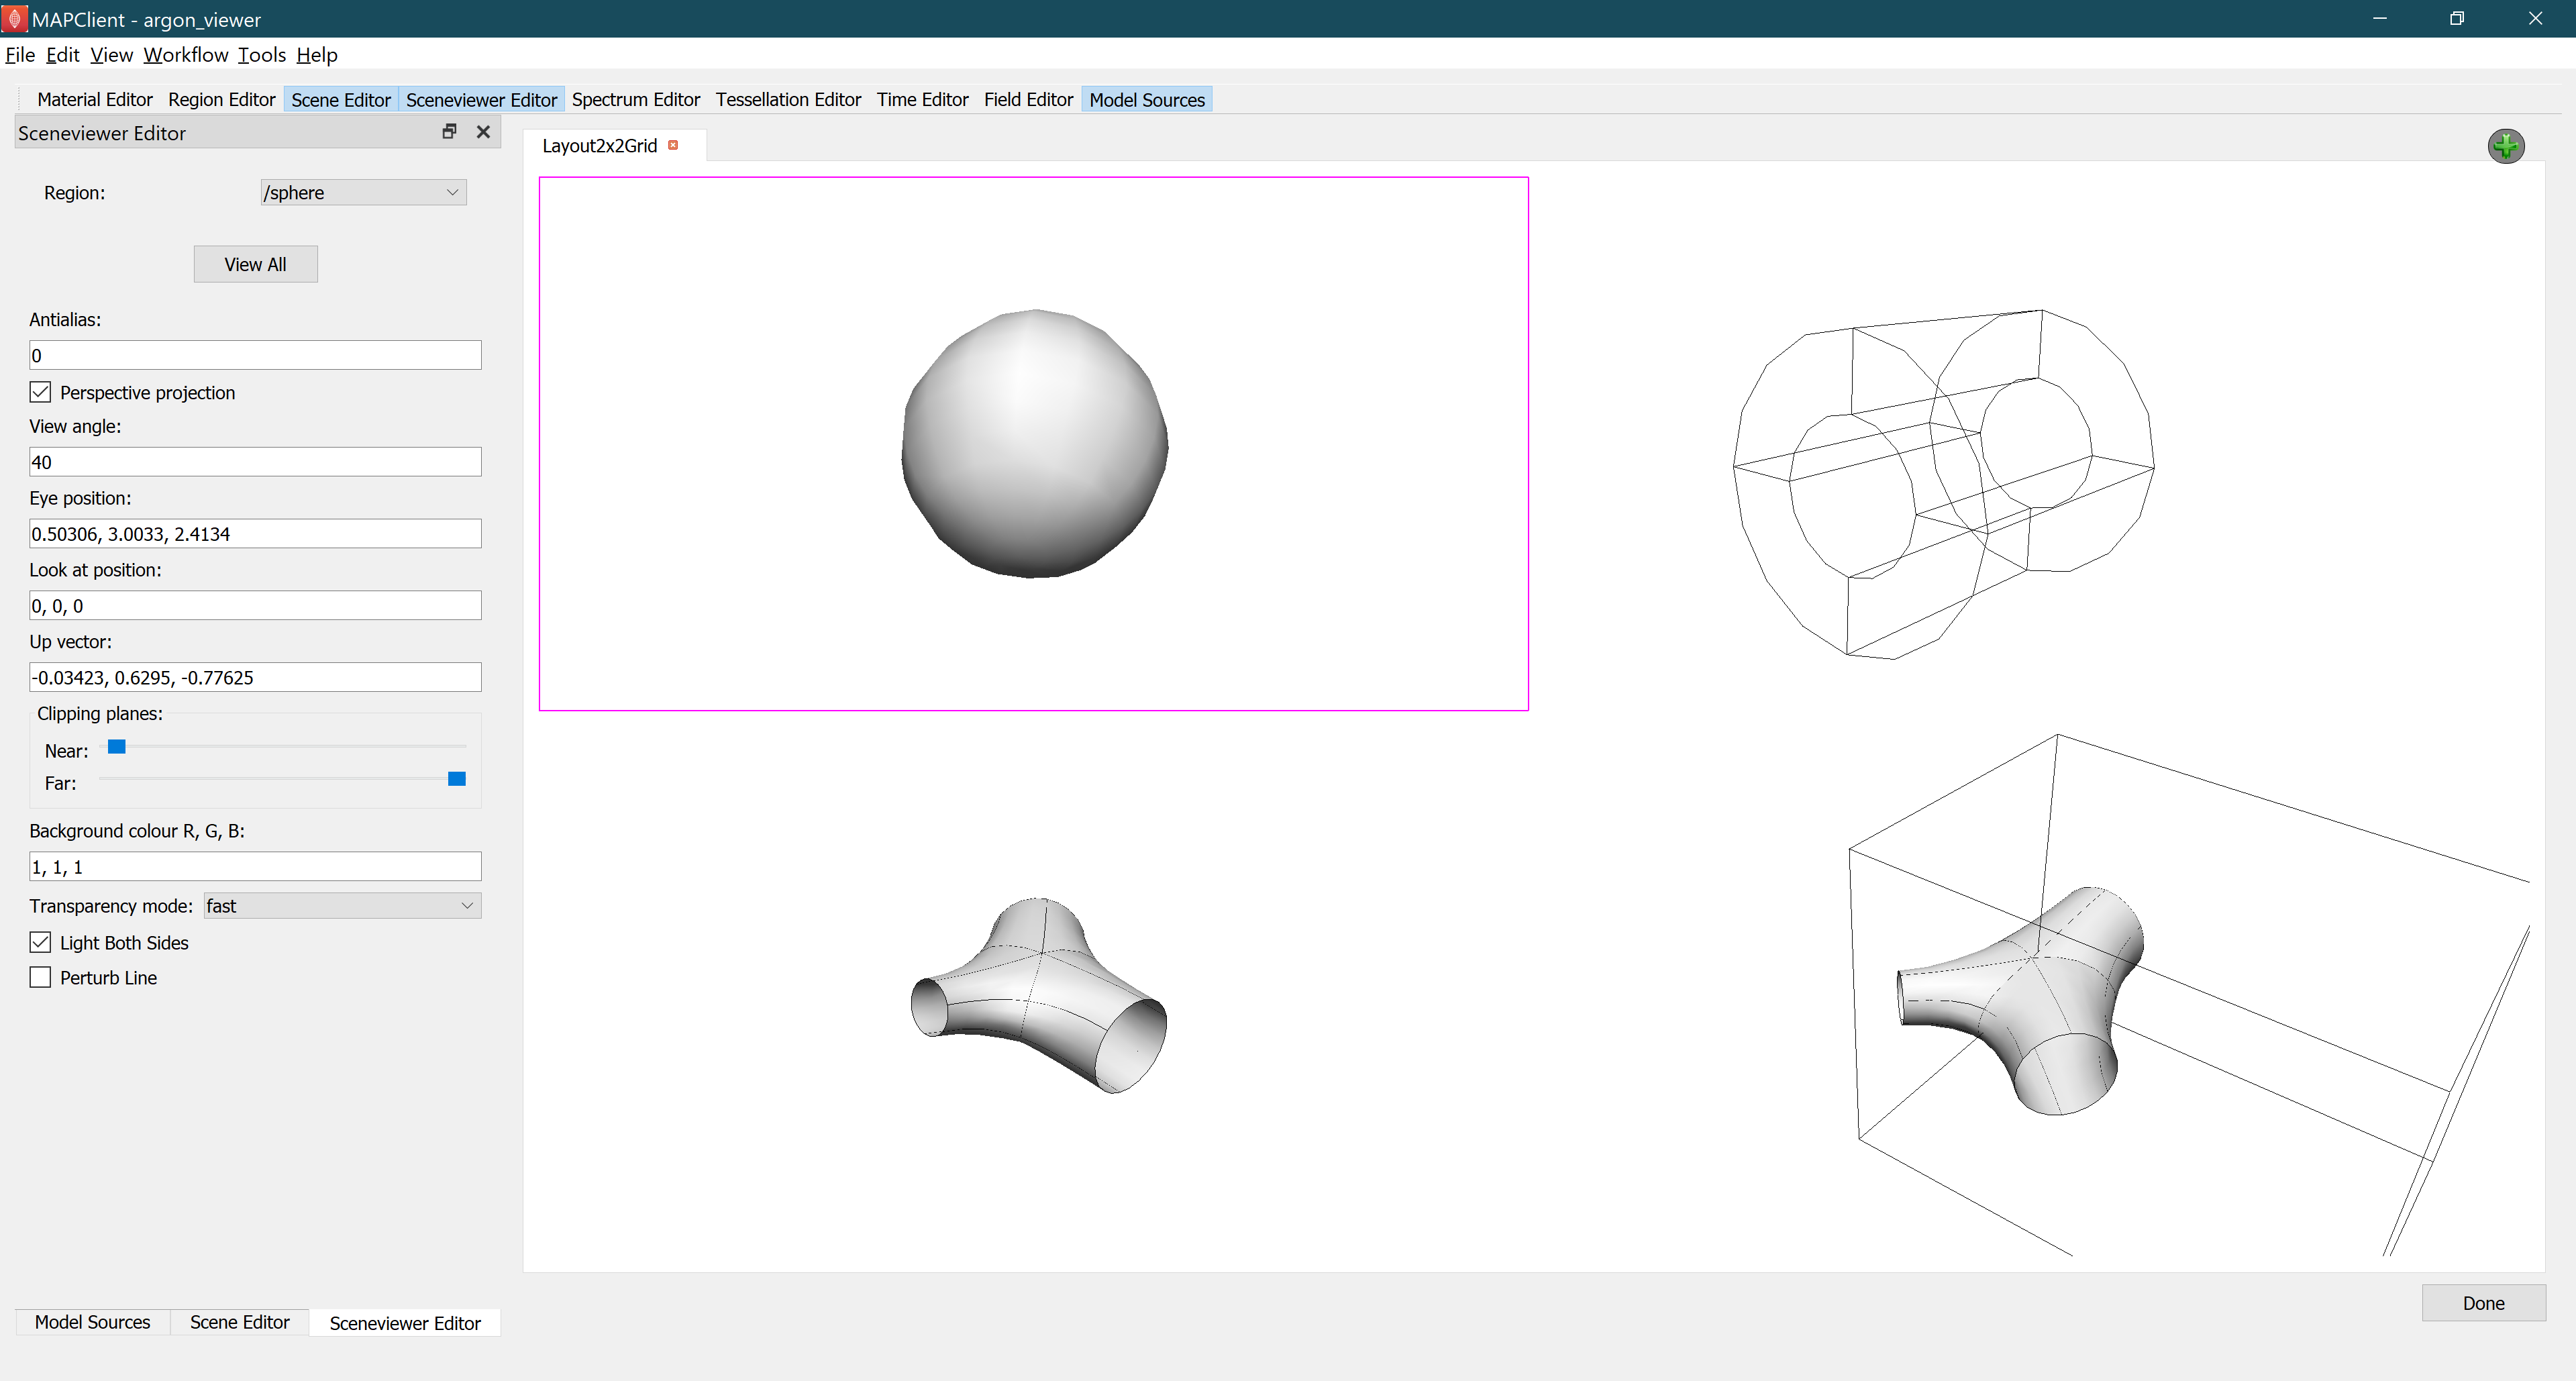 MAPClient - argon_viewer
File Edit View Workflow Tools Help
Material Editor Region Editor Scene Editor Sceneviewer Editor Spectrum Editor Tessellation Editor Time Editor Field Editor Model Sources
Sceneviewer Editor
Layout2x2Grid
Region: /sphere
View All
Antialias:
0
Perspective projection
View angle:
40
Eye position:
0.50306, 3.0033, 2.4134
Look at position:
0, 0, 0
Up vector:
-0.03423, 0.6295, -0.77625
Clipping planes:
Near:
Far:
Background colour R, G, B:
1, 1, 1
Transparency mode: fast
Light Both Sides
Perturb Line
Done
Model Sources Scene Editor Sceneviewer Editor